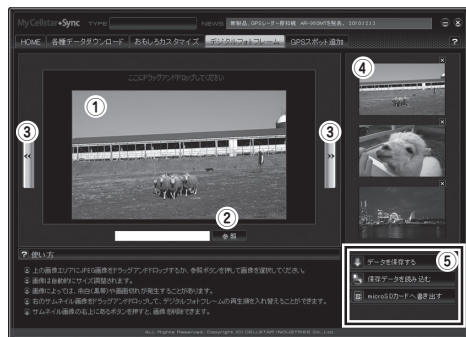 MyCellstar+Sync TYPE NEWS 新製品、GPSレーダー探知機 AR-950MTを発表。 2010/12/13
HOME 各種データダウンロード おもしろカスタマイズ デジタルフォトフレーム GPSスポット追加 ?
ここにドラッグアンドドロップしてください
① ④
③ « » ③
②
参照
? 使い方
① 上の画像エリアにJPEG画像をドラッグアンドドロップするか、参照ボタンを押して画像を選択してください。
② 画像は自動的にサイズ調整されます。
③ 画像によっては、余白(黒帯)や画面切れが発生することがあります。
④ 右のサムネイル画像をドラッグアンドドロップして、デジタルフォトフレームの再生順を入れ替えることができます。
⑤ サムネイル画像の右上にあるボタンを押すと、画像を削除できます。
データを保存する ⑤
保存データを読み込む
microSDカードへ書き出す
ALL Rights Reserved, Copyright (C) CELLSTAR INDUSTRIES Co., Ltd.